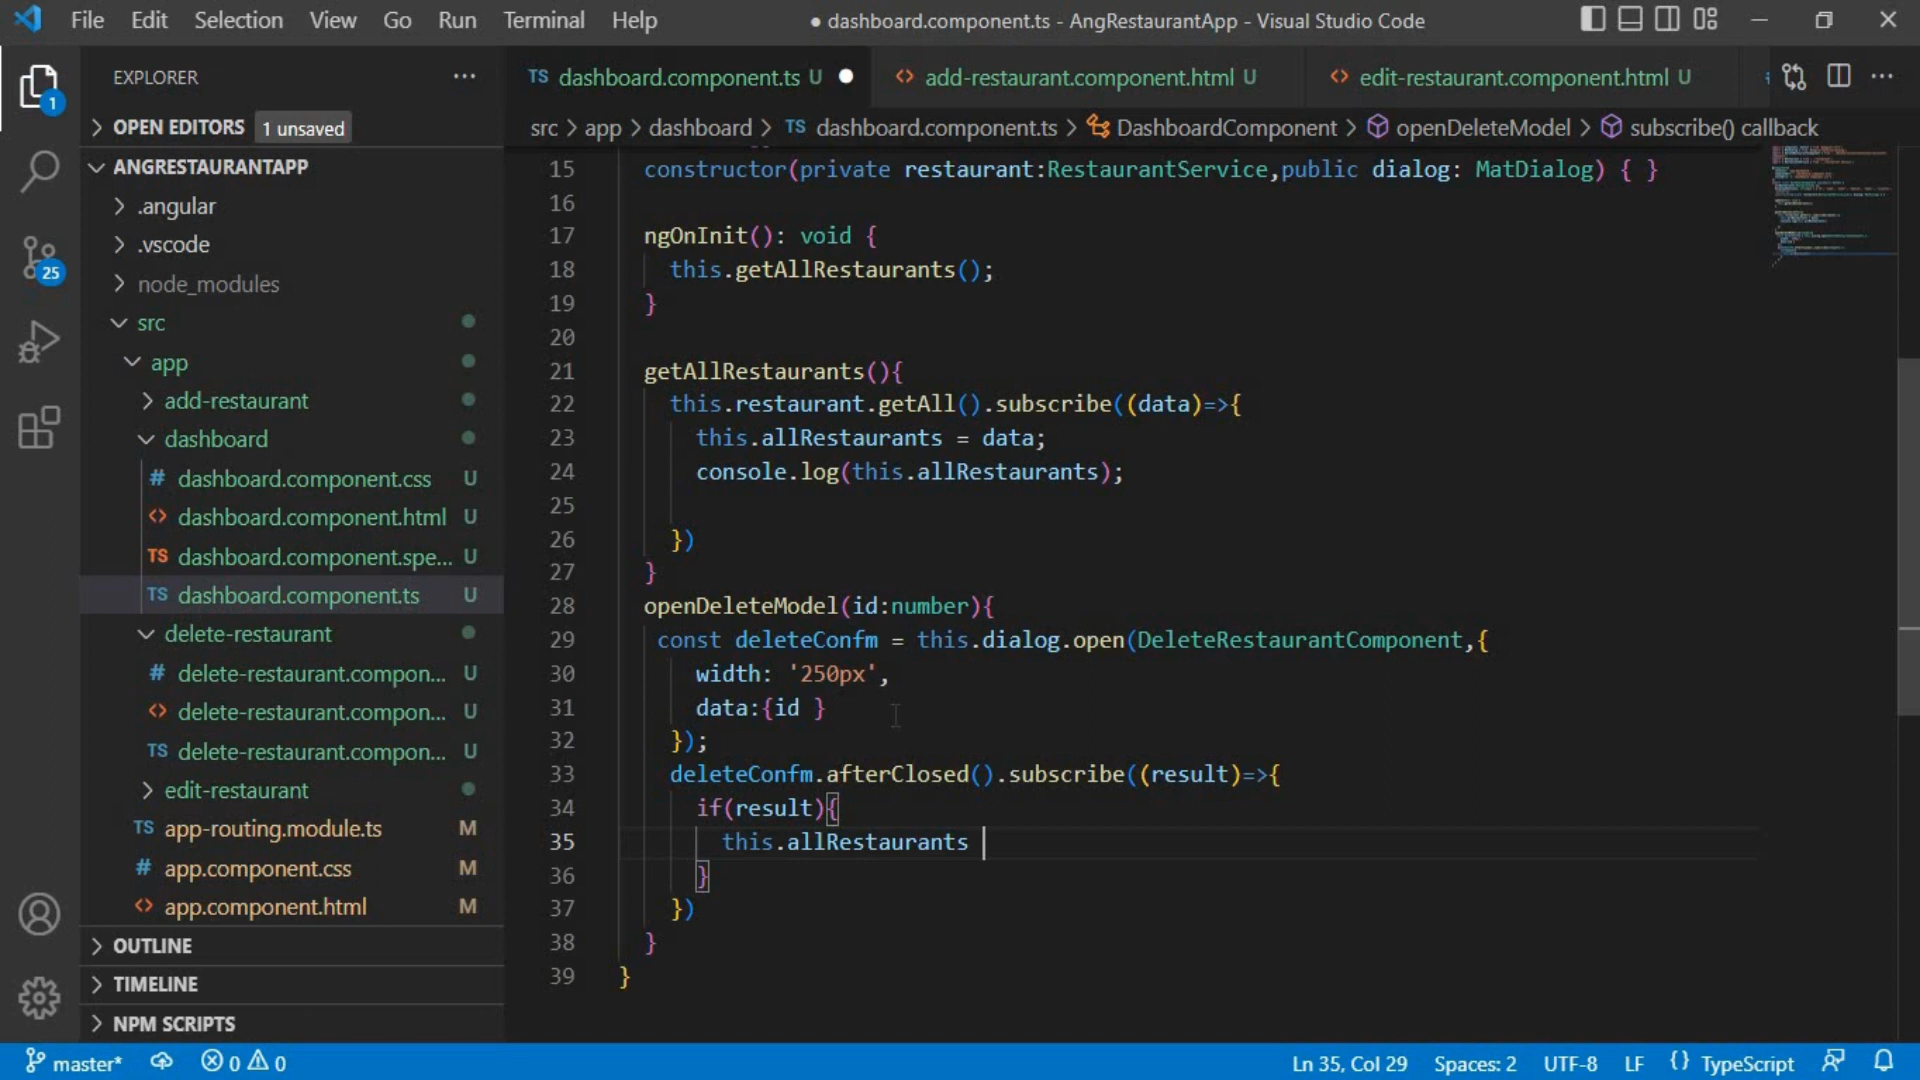 File Edit Selection View Go Run Terminal Help
● dashboard.component.ts - AngRestaurantApp - Visual Studio Code
EXPLORER ···
TS dashboard.component.ts U ●
<> add-restaurant.component.html U
<> edit-restaurant.component.html U
OPEN EDITORS 1 unsaved
src > app > dashboard > TS dashboard.component.ts > DashboardComponent > openDeleteModel > subscribe() callback
ANGRESTAURANTAPP
.angular
.vscode
node_modules
src
app
add-restaurant
dashboard
# dashboard.component.css U
<> dashboard.component.html U
TS dashboard.component.spe... U
TS dashboard.component.ts U
delete-restaurant
# delete-restaurant.compon... U
<> delete-restaurant.compon... U
TS delete-restaurant.compon... U
edit-restaurant
TS app-routing.module.ts M
# app.component.css M
<> app.component.html M
OUTLINE
TIMELINE
NPM SCRIPTS
1
25
15 constructor(private restaurant:RestaurantService,public dialog: MatDialog) { }
16
17 ngOnInit(): void {
18 this.getAllRestaurants();
19 }
20
21 getAllRestaurants(){
22 this.restaurant.getAll().subscribe((data)=>{
23 this.allRestaurants = data;
24 console.log(this.allRestaurants);
25
26 })
27 }
28 openDeleteModel(id:number){
29 const deleteConfm = this.dialog.open(DeleteRestaurantComponent,{
30 width: '250px',
31 data:{id }
32 });
33 deleteConfm.afterClosed().subscribe((result)=>{
34 if(result){
35 this.allRestaurants
36 }
37 })
38 }
39 }
master* 0 0
Ln 35, Col 29 Spaces: 2 UTF-8 LF {} TypeScript